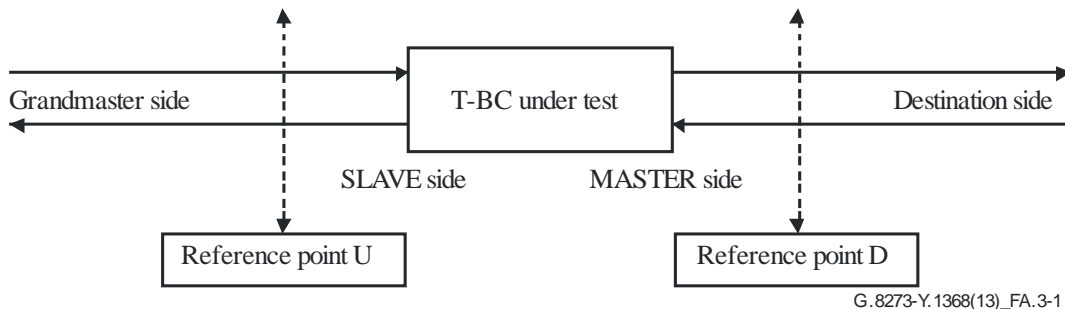 Grandmaster side
T-BC under test
Destination side
SLAVE side
MASTER side
Reference point U
Reference point D
G.8273-Y.1368(13)_FA.3-1